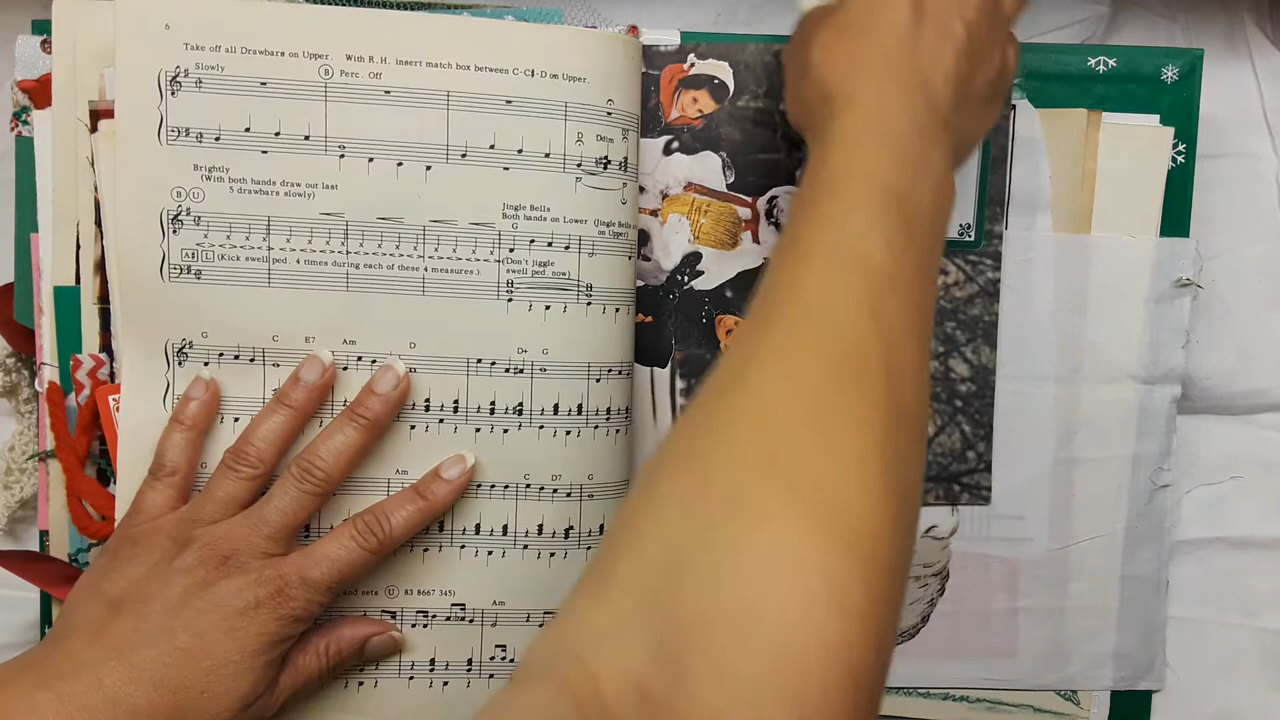 6
Take off all Drawbars on Upper. With R.H. insert match box between C-C#-D on Upper.
Slowly
B Perc. Off
D Ddim D7
Brightly
(With both hands draw out last
5 drawbars slowly)
B U
Jingle Bells
Both hands on Lower (Jingle Bells
on Upper)
G
A# L (Kick swell ped. 4 times during each of these 4 measures.)
(Don't jiggle
swell ped. now)
G C E7 Am D D+ G
G Am C D7 G
and sets U 83 8667 345)
Am